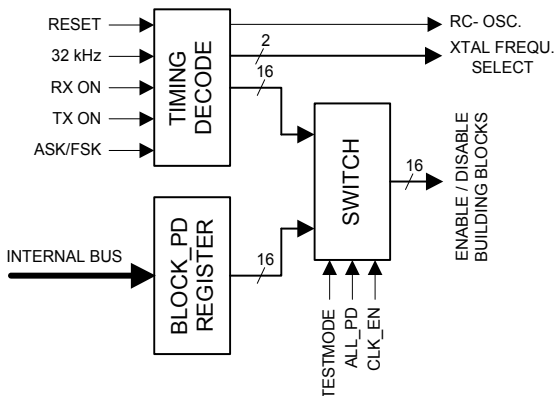 RESET
32 kHz
RX ON
TX ON
ASK/FSK
TIMING
DECODE
2
16
RC- OSC.
XTAL FREQU.
SELECT
SWITCH
16
ENABLE / DISABLE
BUILDING BLOCKS
INTERNAL BUS
BLOCK_PD
REGISTER
16
TESTMODE
ALL_PD
CLK_EN